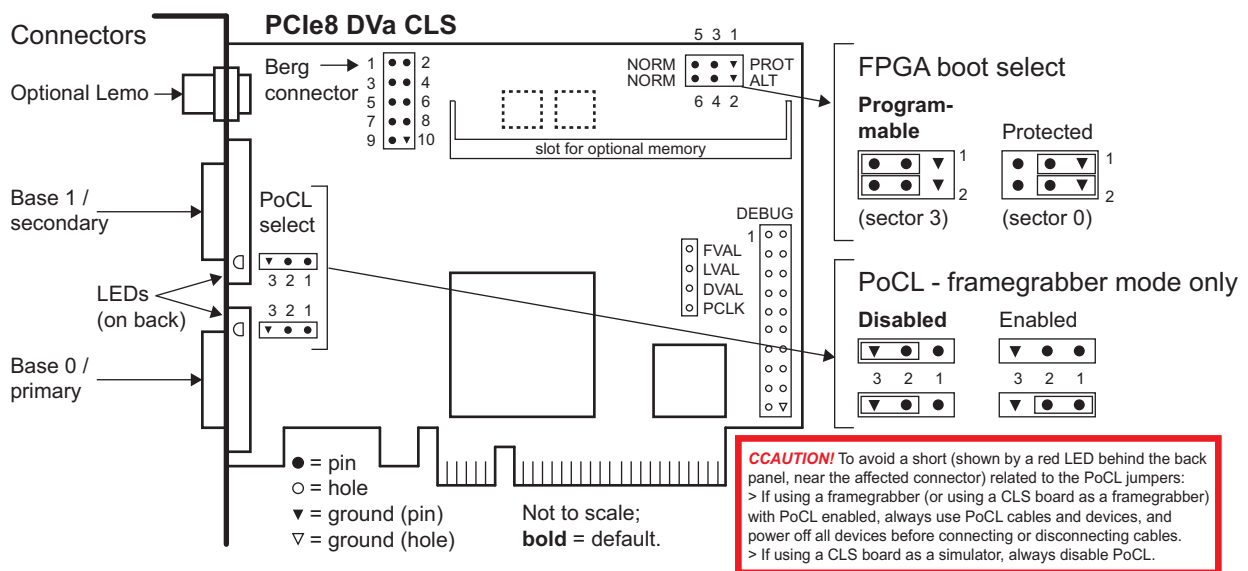 PCIe8 DVa CLS
Connectors
Optional Lemo
Base 1 /
secondary
LEDs
(on back)
Base 0 /
primary
Berg
connector
1 2
3 4
5 6
7 8
9 10
5 3 1
NORM PROT
NORM ALT
6 4 2
slot for optional memory
PoCL
select
3 2 1
3 2 1
DEBUG
1
FVAL
LVAL
DVAL
PCLK
● = pin
○ = hole
▼ = ground (pin)
▽ = ground (hole)
Not to scale;
bold = default.
FPGA boot select
Program-
mable
1
2
(sector 3)
Protected
1
2
(sector 0)
PoCL - framegrabber mode only
Disabled Enabled
3 2 1 3 2 1
CCAUTION! To avoid a short (shown by a red LED behind the back
panel, near the affected connector) related to the PoCL jumpers:
> If using a framegrabber (or using a CLS board as a framegrabber)
with PoCL enabled, always use PoCL cables and devices, and
power off all devices before connecting or disconnecting cables.
> If using a CLS board as a simulator, always disable PoCL.